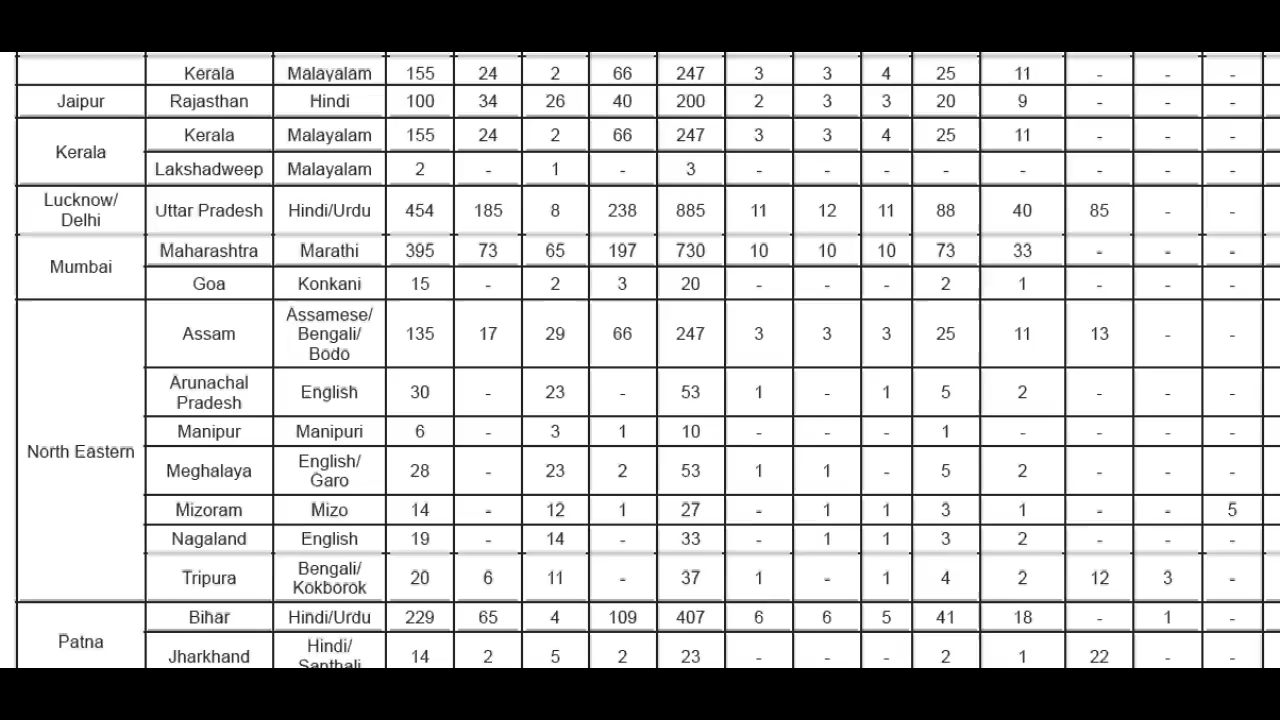 Kerala Malayalam 155 24 2 66 247 3 3 4 25 11 - - -
Jaipur Rajasthan Hindi 100 34 26 40 200 2 3 3 20 9 - - -
Kerala
Kerala Malayalam 155 24 2 66 247 3 3 4 25 11 - - -
Lakshadweep Malayalam 2 - 1 - 3 - - - - - - - -
Lucknow/
Delhi
Uttar Pradesh Hindi/Urdu 454 185 8 238 885 11 12 11 88 40 85 - -
Mumbai
Maharashtra Marathi 395 73 65 197 730 10 10 10 73 33 - - -
Goa Konkani 15 - 2 3 20 - - - 2 1 - - -
North Eastern
Assam
Assamese/
Bengali/
Bodo
135 17 29 66 247 3 3 3 25 11 13 - -
Arunachal
Pradesh
English 30 - 23 - 53 1 - 1 5 2 - - -
Manipur Manipuri 6 - 3 1 10 - - - 1 - - - -
Meghalaya
English/
Garo
28 - 23 2 53 1 1 - 5 2 - - -
Mizoram Mizo 14 - 12 1 27 - 1 1 3 1 - - 5
Nagaland English 19 - 14 - 33 - 1 1 3 2 - - -
Tripura
Bengali/
Kokborok
20 6 11 - 37 1 - 1 4 2 12 3 -
Patna
Bihar Hindi/Urdu 229 65 4 109 407 6 6 5 41 18 - 1 -
Jharkhand
Hindi/
Santhali
14 2 5 2 23 - - - 2 1 22 - -